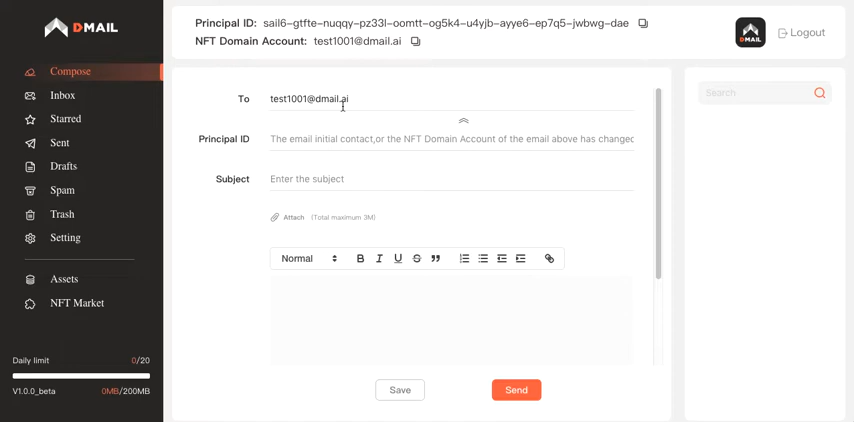 DMAIL
Principal ID: sail6-gtfte-nuqqy-pz33l-oomtt-og5k4-u4yjb-ayye6-ep7q5-jwbwg-dae
NFT Domain Account: test1001@dmail.ai
DMAIL
Logout
Compose
Inbox
Starred
Sent
Drafts
Spam
Trash
Setting
Assets
NFT Market
Daily limit 0/20
V1.0.0_beta 0MB/200MB
To test1001@dmail.ai
Principal ID The email initial contact,or the NFT Domain Account of the email above has changed
Subject Enter the subject
Attach (Total maximum 3M)
Normal B I U S
Save Send
Search